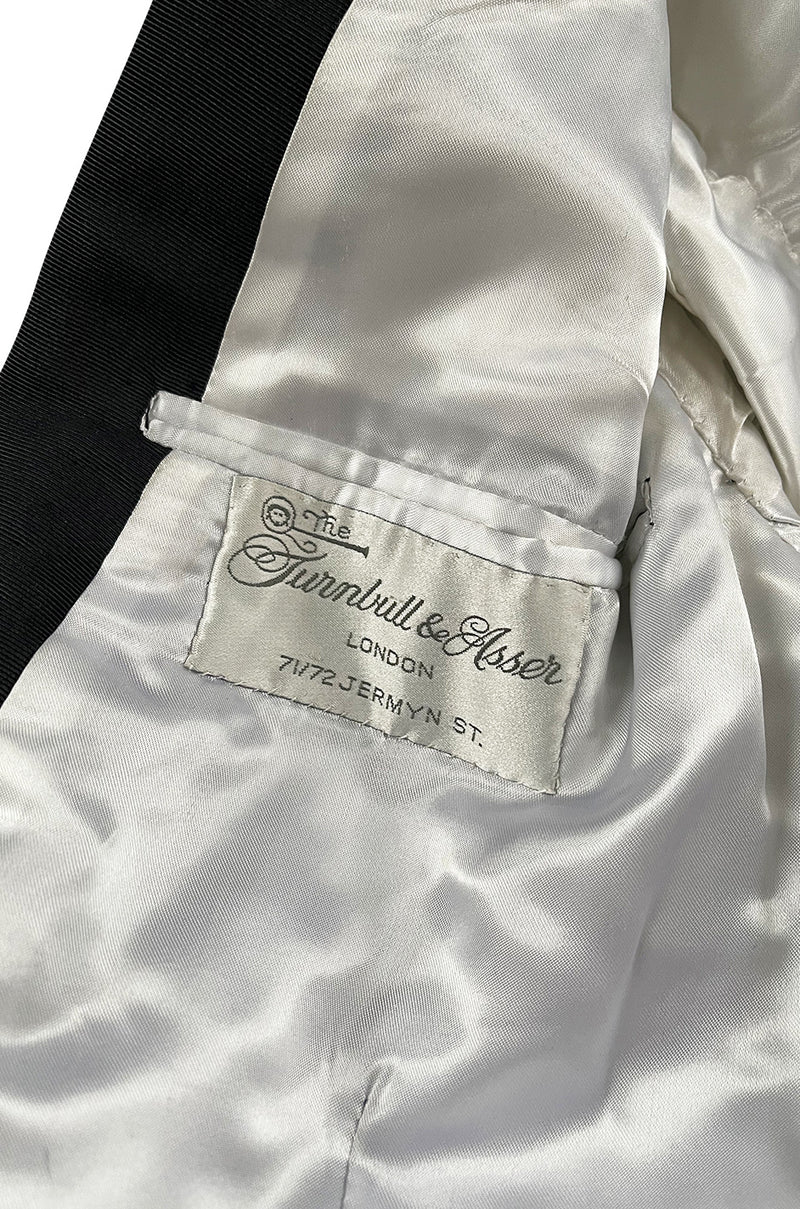 The
Turnbull & Asser
LONDON
71/72 JERMYN ST.